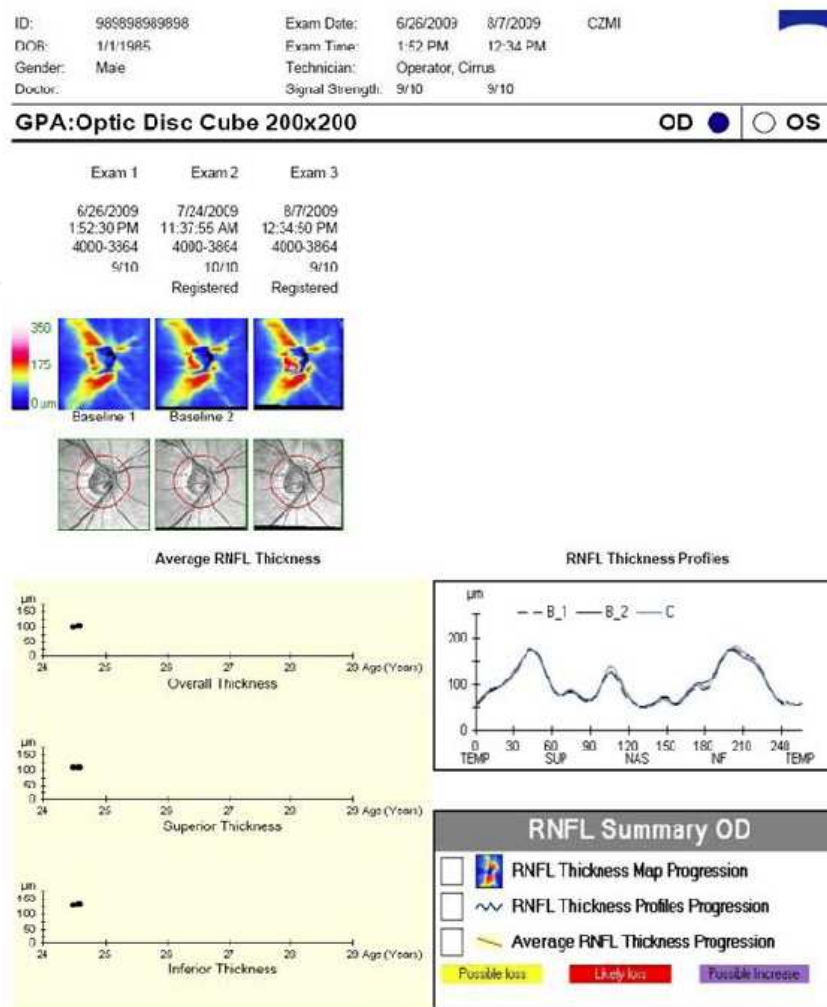 ID: 989898989898 Exam Date: 6/26/2009 8/7/2009 CZMI
DOB: 1/1/1985 Exam Time: 1:52 PM 12:34 PM
Gender: Male Technician: Operator, Cirrus
Doctor: Signal Strength: 9/10 9/10
GPA:Optic Disc Cube 200x200 OD OS
Exam 1 Exam 2 Exam 3
6/26/2009 7/24/2009 8/7/2009
1:52:30 PM 11:37:55 AM 12:34:50 PM
4000-3864 4000-3864 4000-3864
9/10 10/10 9/10
Registered Registered
350
175
0 µm
Baseline 1 Baseline 2
Average RNFL Thickness
µm
150
100
50
0
24 25 26 27 28 29 Age (Years)
Overall Thickness
µm
150
100
50
0
24 25 26 27 28 29 Age (Years)
Superior Thickness
µm
150
100
50
0
24 25 26 27 28 29 Age (Years)
Inferior Thickness
RNFL Thickness Profiles
µm
B_1 B_2 C
200
100
0
0 30 60 90 120 150 180 210 240
TEMP SUP NAS INF TEMP
RNFL Summary OD
RNFL Thickness Map Progression
RNFL Thickness Profiles Progression
Average RNFL Thickness Progression
Possible loss Likely loss Possible Increase